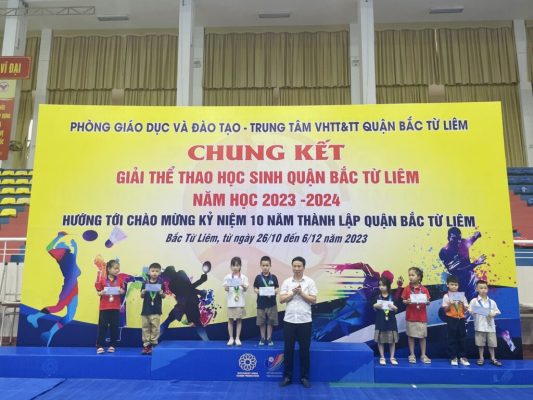 VĨ ĐẠI
PHÒNG GIÁO DỤC VÀ ĐÀO TẠO - TRUNG TÂM VHTT&TT QUẬN BẮC TỪ LIÊM
CHUNG KẾT
GIẢI THỂ THAO HỌC SINH QUẬN BẮC TỪ LIÊM
NĂM HỌC 2023 -2024
HƯỚNG TỚI CHÀO MỪNG KỶ NIỆM 10 NĂM THÀNH LẬP QUẬN BẮC TỪ LIÊM
Bắc Từ Liêm, từ ngày 26/10 đến 6/12 năm 2023